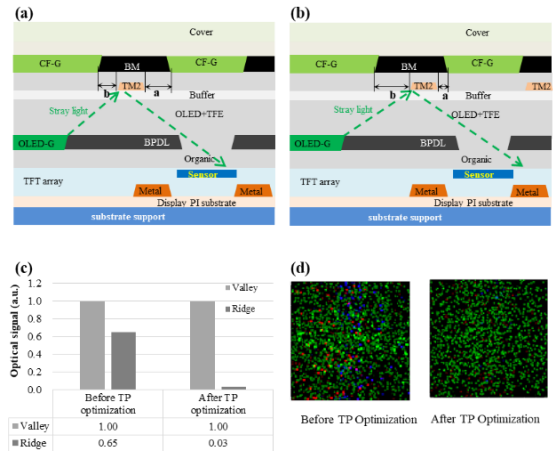 (a)
Cover
CF-G
BM
CF-G
TM2
b
a
Buffer
Stray light
OLED+TFE
OLED-G
BPDL
Organic
Sensor
TFT array
Metal
Metal
Display PI substrate
substrate support
(b)
Cover
CF-G
BM
CF-G
TM2
TM2
b
a
Buffer
Stray light
OLED+TFE
OLED-G
BPDL
Organic
Sensor
TFT array
Metal
Metal
Display PI substrate
substrate support
(c)
Optical signal (a.u.)
1.2
1.0
0.8
0.6
0.4
0.2
0.0
Valley
Ridge
Before TP optimization
After TP optimization
Valley 1.00 1.00
Ridge 0.65 0.03
(d)
Before TP Optimization
After TP Optimization